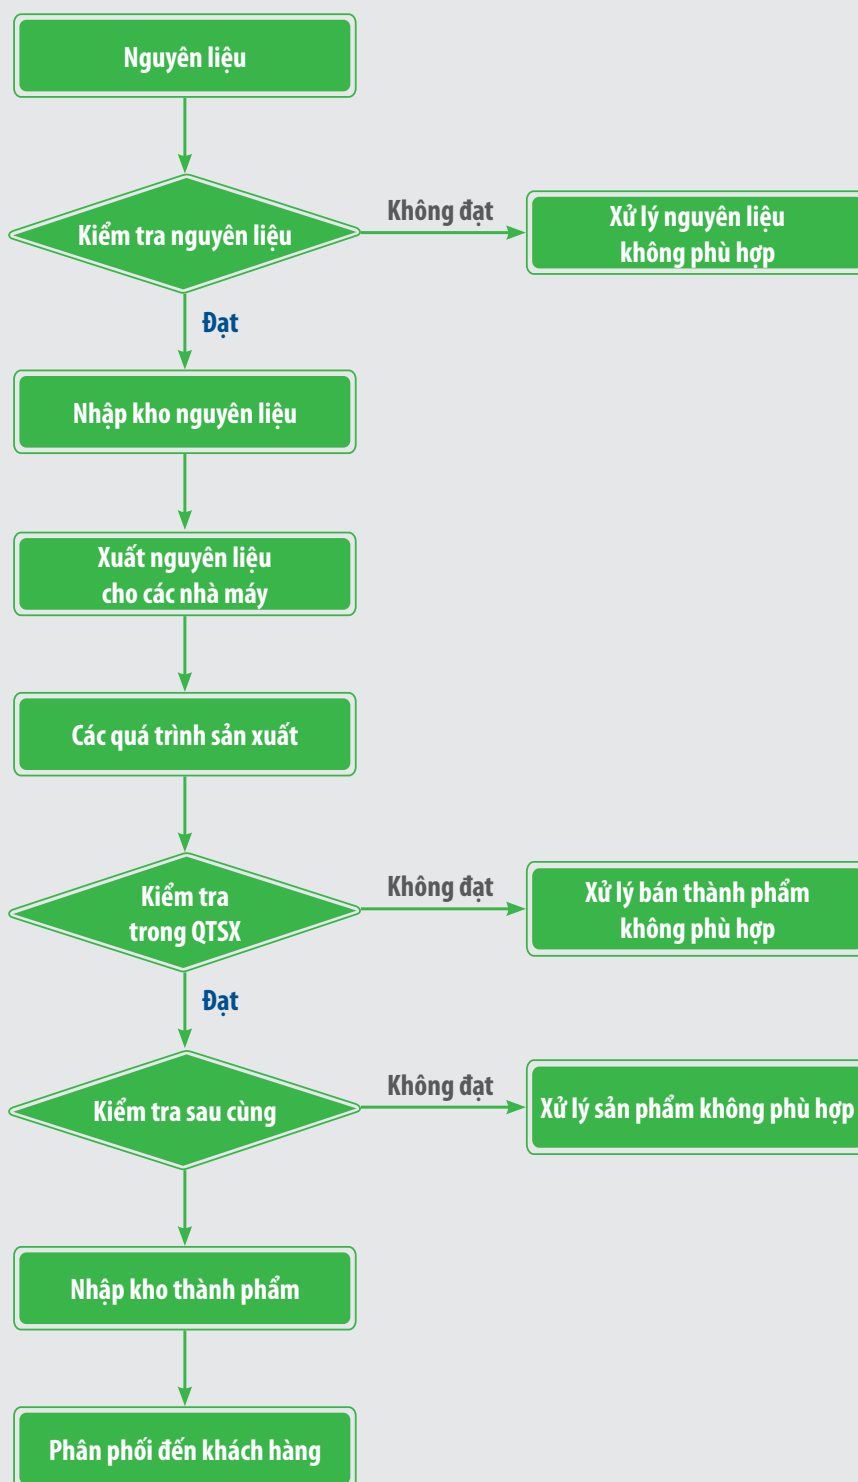 Nguyên liệu
Kiểm tra nguyên liệu
Không đạt
Xử lý nguyên liệu
không phù hợp
Đạt
Nhập kho nguyên liệu
Xuất nguyên liệu
cho các nhà máy
Các quá trình sản xuất
Kiểm tra
trong QTSX
Không đạt
Xử lý bán thành phẩm
không phù hợp
Đạt
Kiểm tra sau cùng
Không đạt
Xử lý sản phẩm không phù hợp
Nhập kho thành phẩm
Phân phối đến khách hàng